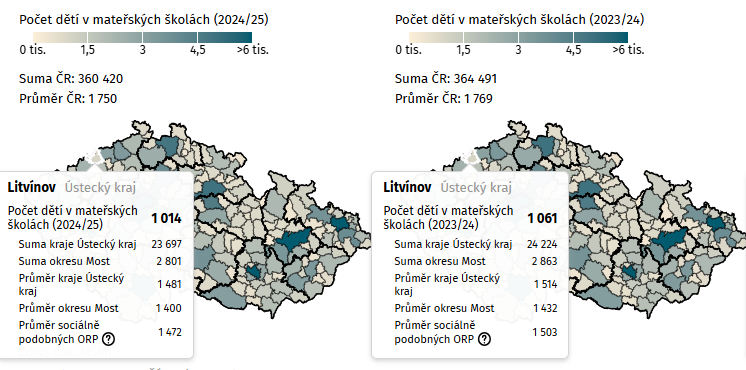 Počet dětí v mateřských školách (2024/25)
0 tis. 1,5 3 4,5 >6 tis.
Suma ČR: 360 420
Průměr ČR: 1 750
Litvínov Ústecký kraj
Počet dětí v mateřských
školách (2024/25) 1 014
Suma kraje Ústecký kraj 23 697
Suma okresu Most 2 801
Průměr kraje Ústecký
kraj 1 481
Průměr okresu Most 1 400
Průměr sociálně
podobných ORP ? 1 472
Počet dětí v mateřských školách (2023/24)
0 tis. 1,5 3 4,5 >6 tis.
Suma ČR: 364 491
Průměr ČR: 1 769
Litvínov Ústecký kraj
Počet dětí v mateřských
školách (2023/24) 1 061
Suma kraje Ústecký kraj 24 224
Suma okresu Most 2 863
Průměr kraje Ústecký
kraj 1 514
Průměr okresu Most 1 432
Průměr sociálně
podobných ORP ? 1 503